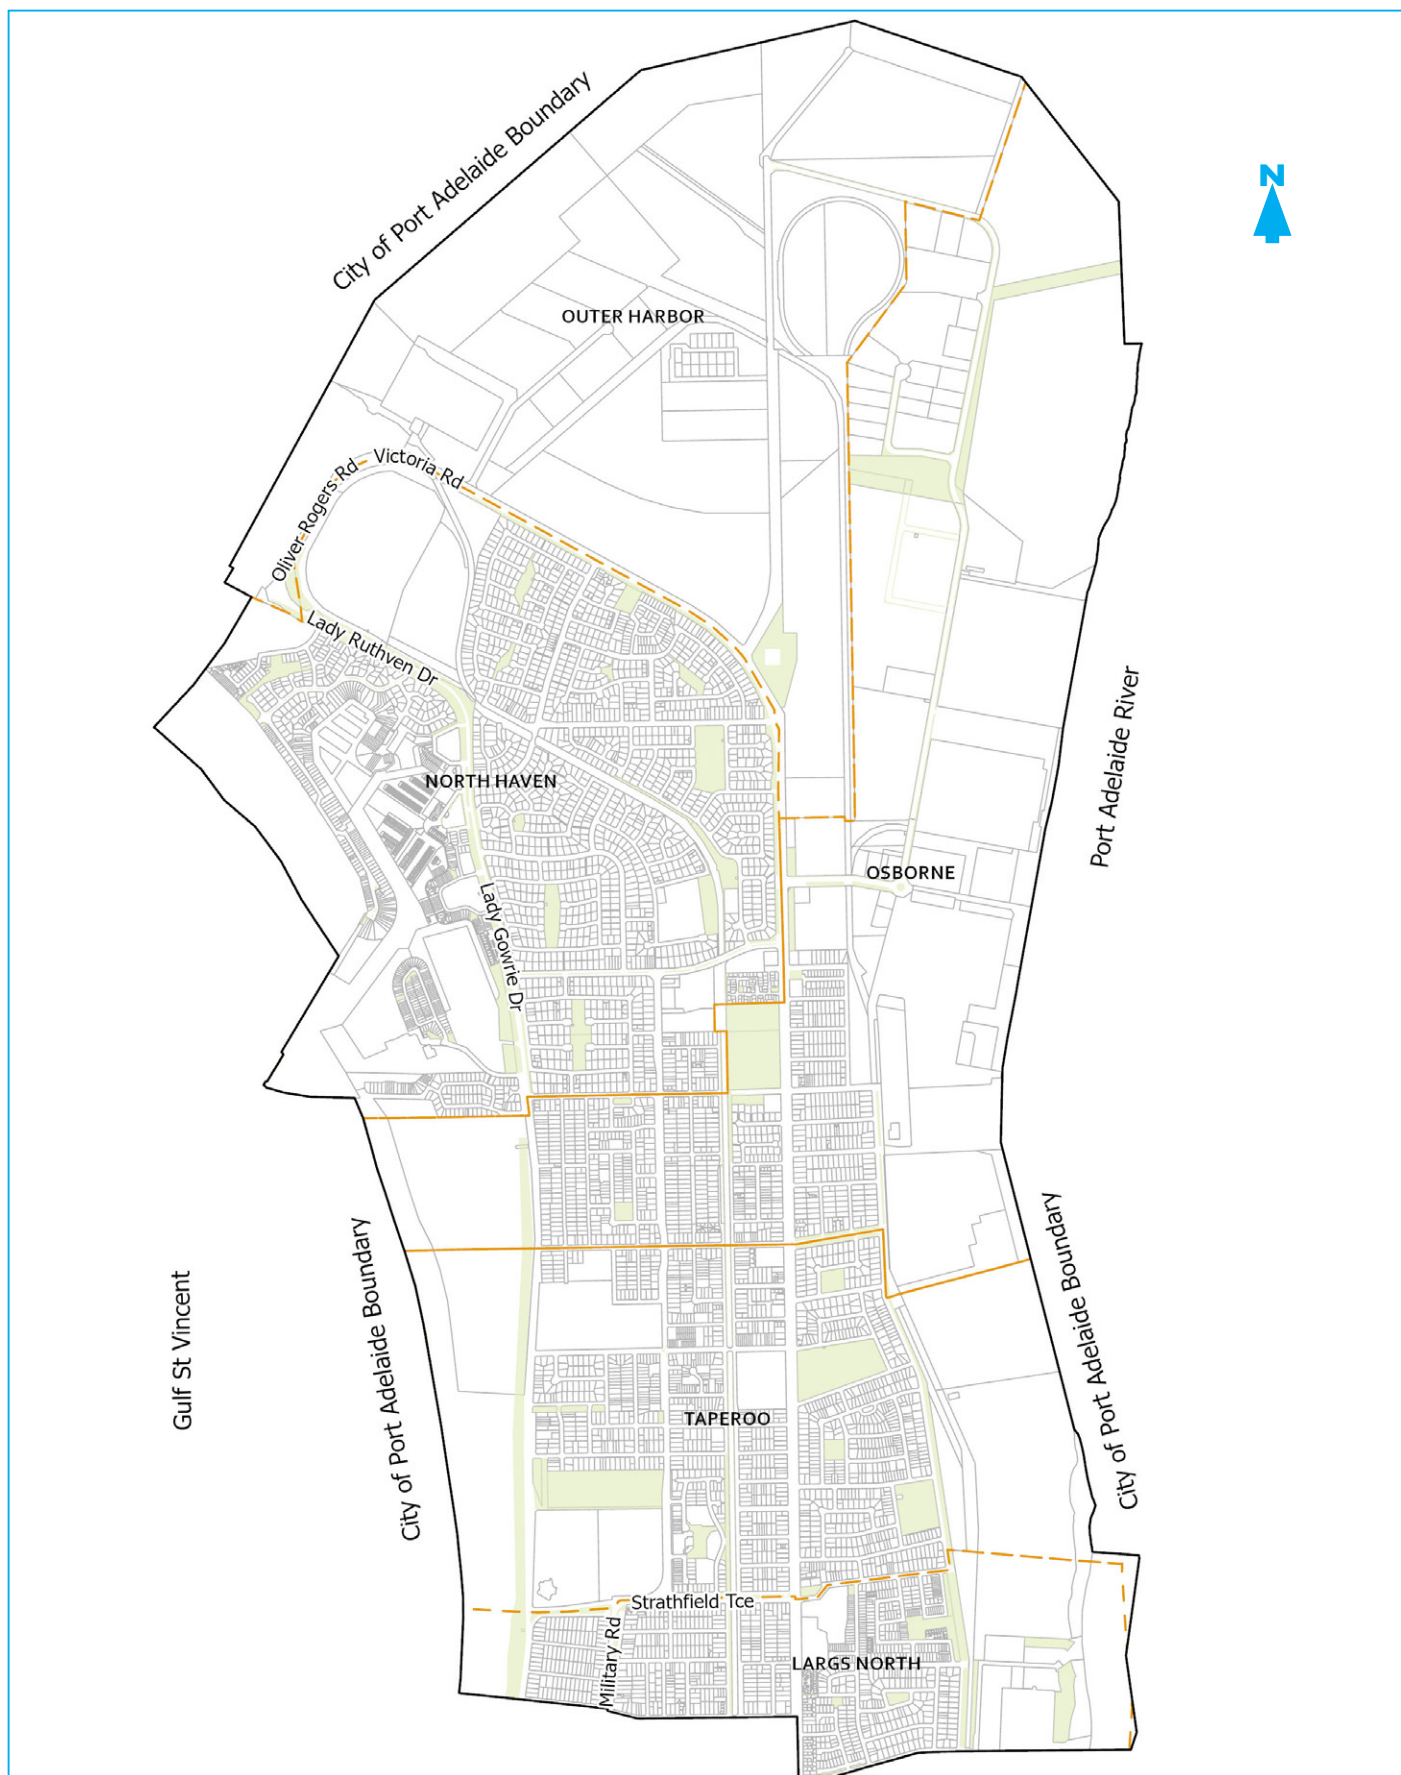 City of Port Adelaide Boundary
N
OUTER HARBOR
Victoria Rd
Oliver Rogers Rd
Lady Ruthven Dr
NORTH HAVEN
Port Adelaide River
OSBORNE
Lady Gowrie Dr
City of Port Adelaide Boundary
City of Port Adelaide Boundary
Gulf St Vincent
TAPEROO
Strathfield Tce
Military Rd
LARGS NORTH